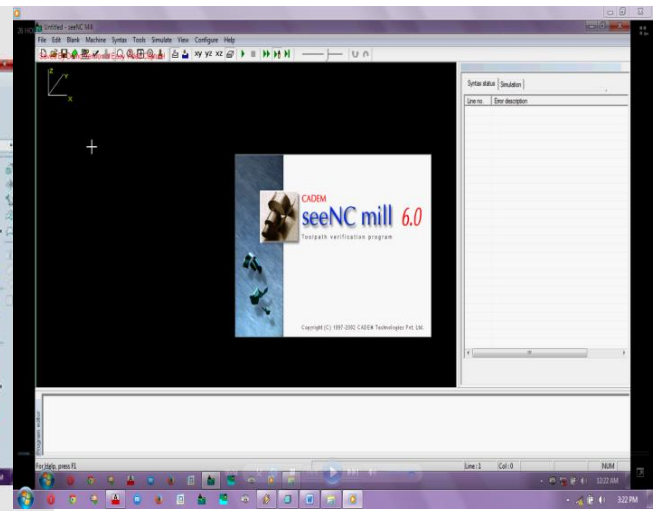 Untitled - seeNC Mill
File Edit Blank Machine Syntax Tools Simulate View Configure Help
xy yz xz
Z
Y
X
Syntax status Simulation
Line no. Error description
CADEM
seeNC mill 6.0
Toolpath verification program
Copyright (C) 1997-2002 CADEM Technologies Pvt. Ltd.
Program editor
For Help, press F1
Line : 1 Col : 0 NUM
12:22 AM
3:22 PM